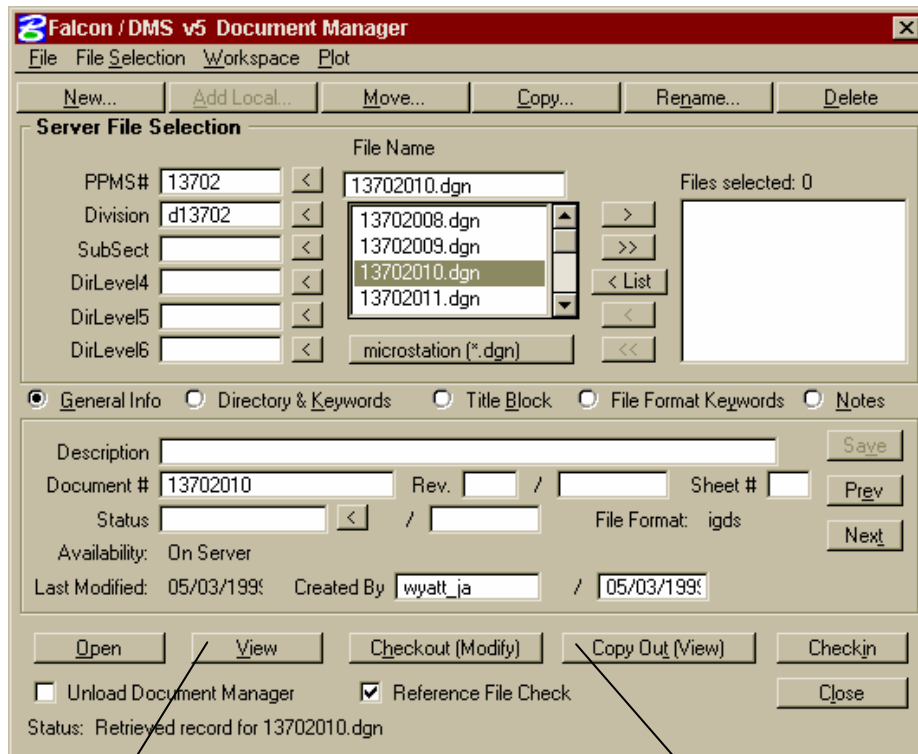 Falcon / DMS v5 Document Manager
File File Selection Workspace Plot
New... Add Local... Move... Copy... Rename... Delete
Server File Selection
File Name
PPMS# 13702 < 13702010.dgn Files selected: 0
Division d13702 < 13702008.dgn >
SubSect < 13702009.dgn >>
DirLevel4 < 13702010.dgn < List
DirLevel5 < 13702011.dgn <
DirLevel6 < microstation (*.dgn) <<
General Info Directory & Keywords Title Block File Format Keywords Notes
Description Save
Document # 13702010 Rev. / Sheet # Prev
Status < / File Format: igds Next
Availability: On Server
Last Modified: 05/03/199 Created By wyatt_ja / 05/03/199
Open View Checkout (Modify) Copy Out (View) Checkin
Unload Document Manager Reference File Check Close
Status: Retrieved record for 13702010.dgn